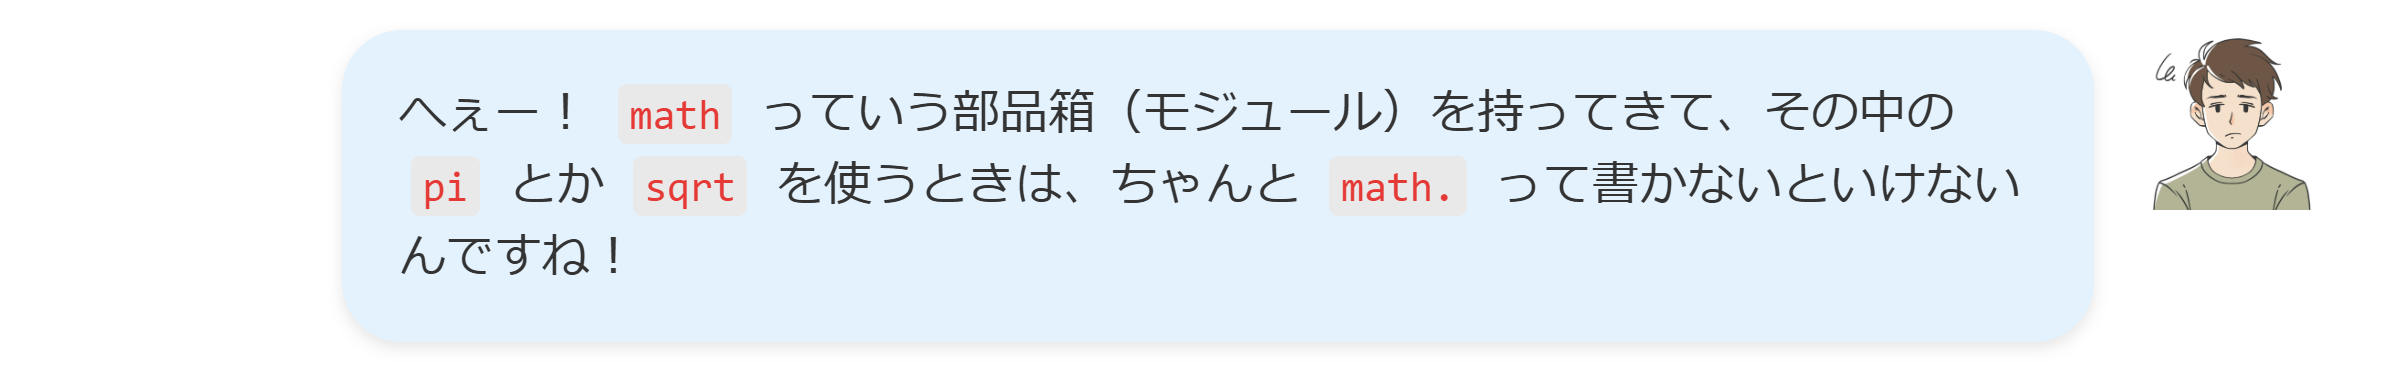 へぇー！ math っていう部品箱（モジュール）を持ってきて、その中の
pi とか sqrt を使うときは、ちゃんと math. って書かないといけない
んですね！